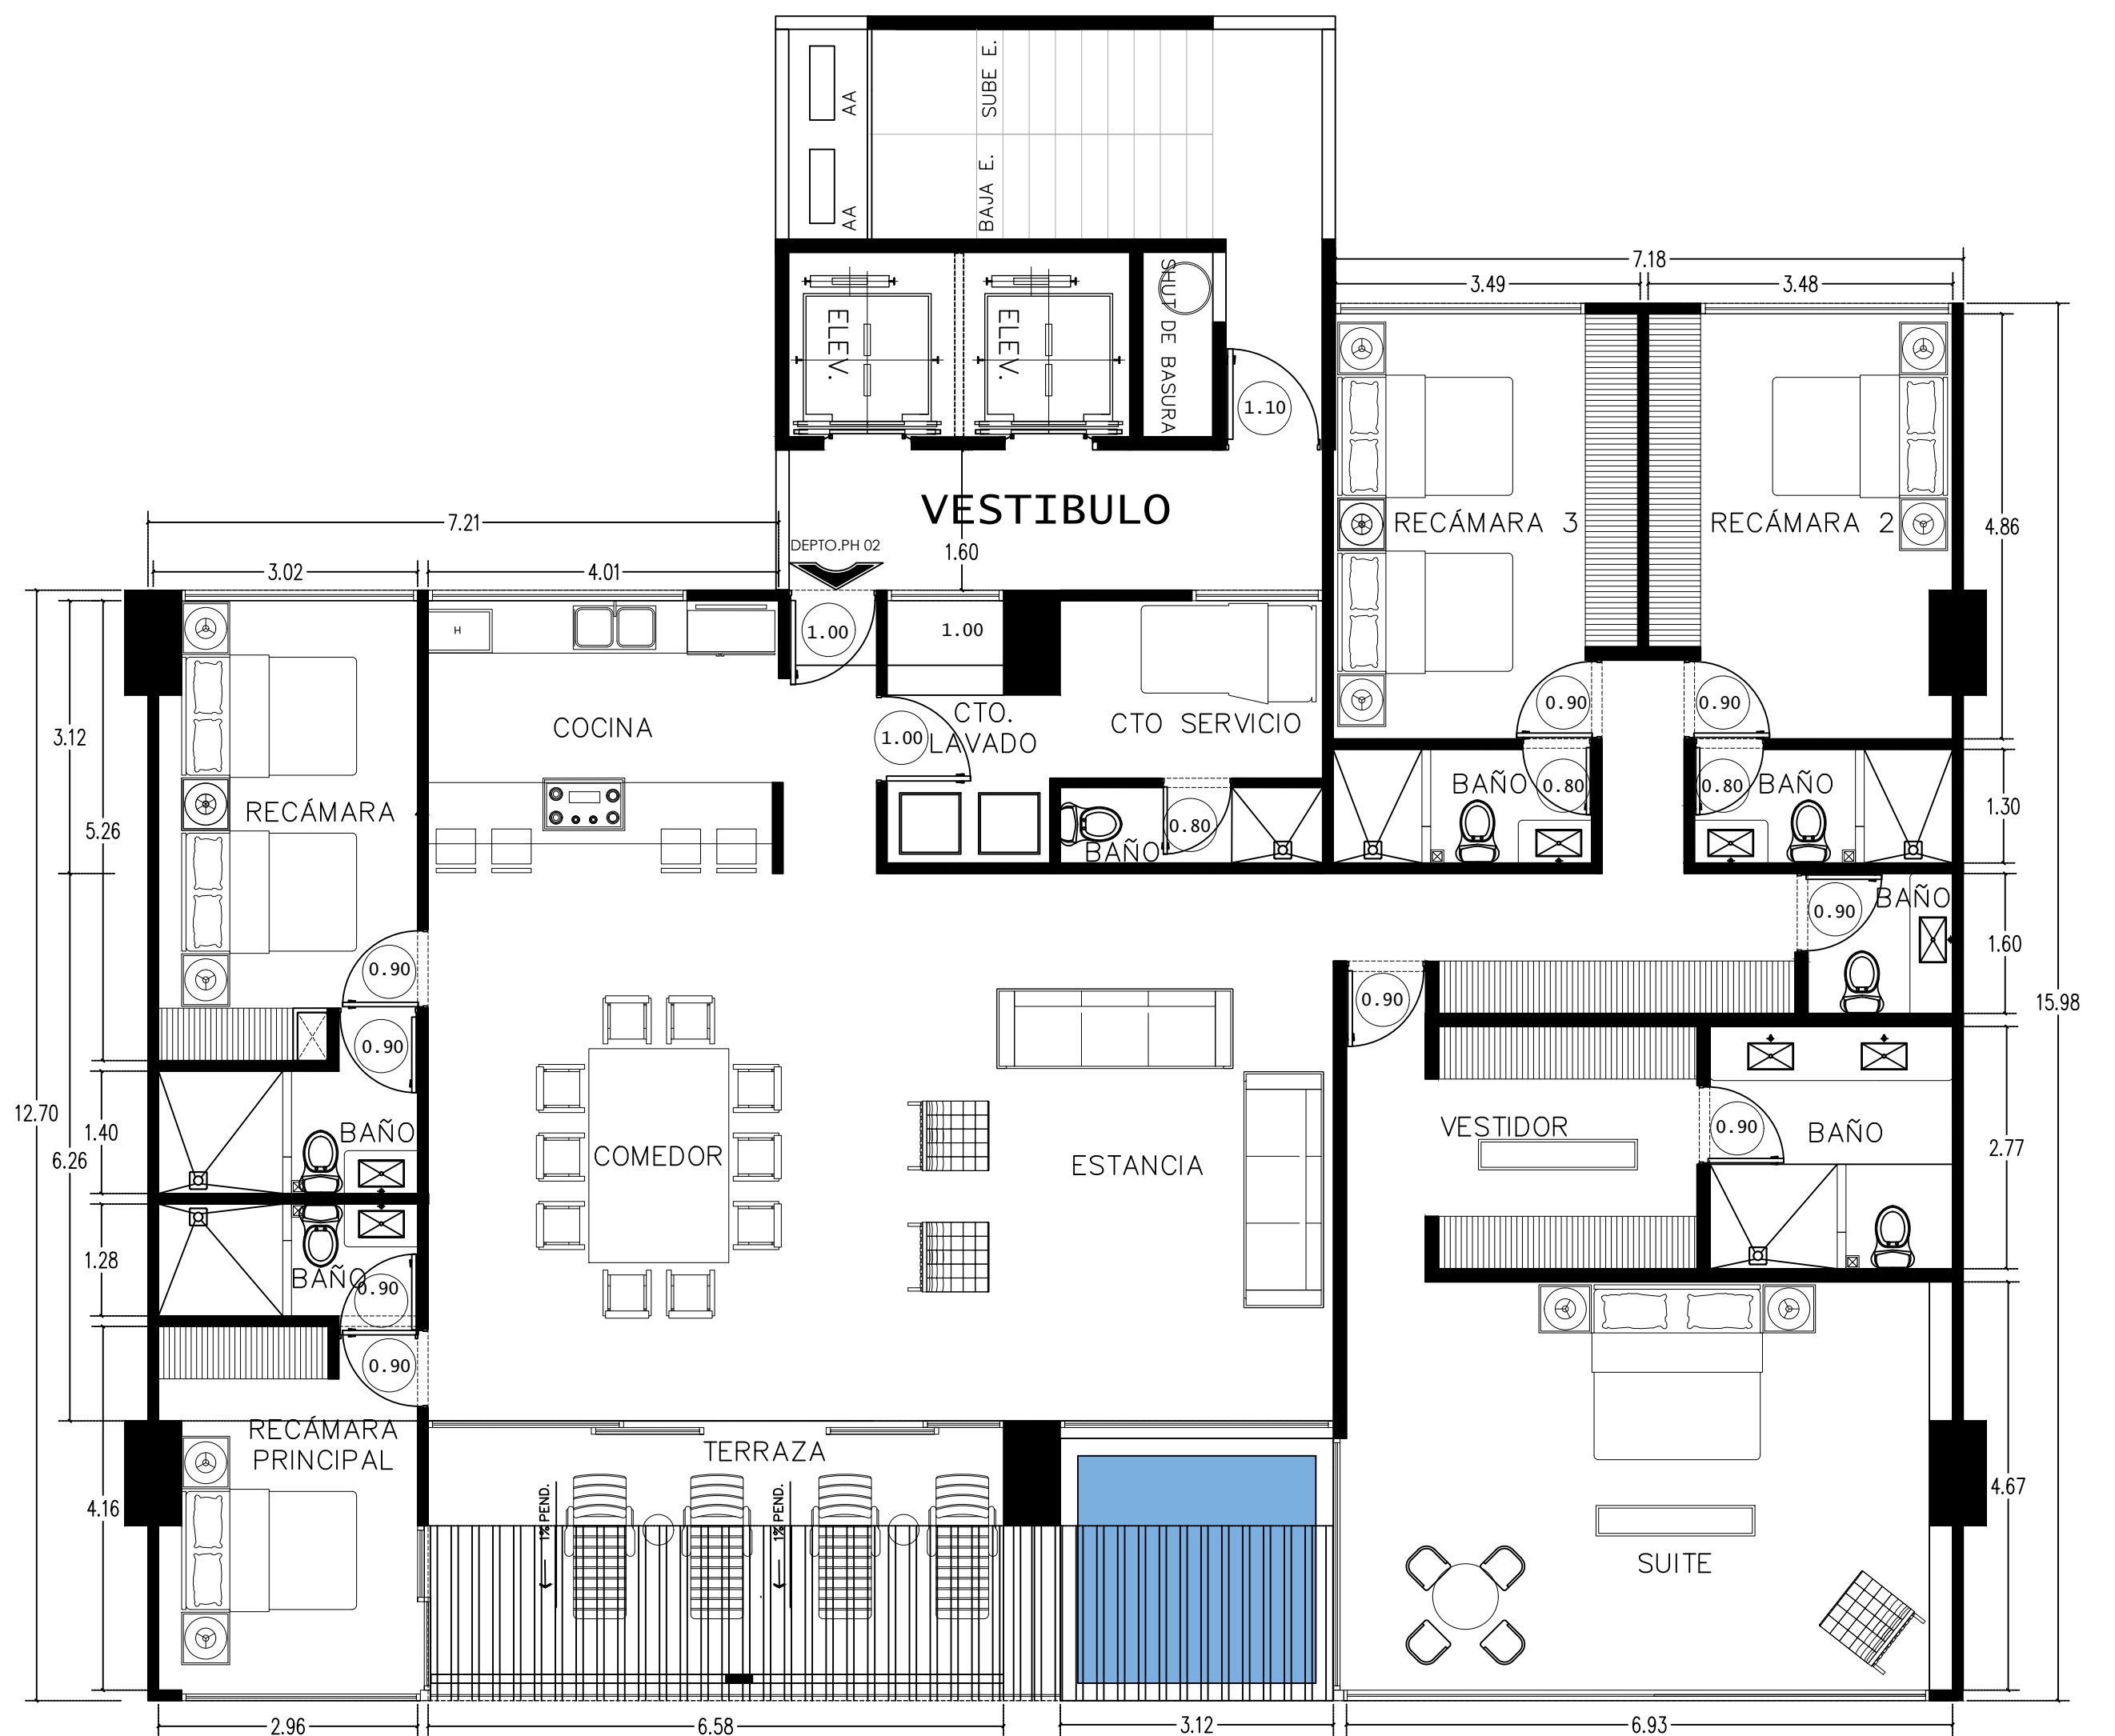 SUBE E.
AA
BAJA E.
AA
7.18
3.49
3.48
SHUT DE BASURA
ELEV.
ELEV.
1.10
VESTIBULO
RECÁMARA 3
RECÁMARA 2
4.86
7.21
DEPTO.PH 02
1.60
3.02
4.01
H
1.00
1.00
0.90
0.90
3.12
COCINA
1.00
CTO.
LAVADO
CTO SERVICIO
RECÁMARA
5.26
BAÑO
0.80
BAÑO
0.80
0.80
BAÑO
1.30
BAÑO
0.90
1.60
0.90
0.90
15.98
0.90
12.70
1.40
6.26
BAÑO
COMEDOR
ESTANCIA
VESTIDOR
0.90
BAÑO
2.77
1.28
BAÑO
0.90
0.90
RECÁMARA
PRINCIPAL
TERRAZA
4.16
1% PEND.
1% PEND.
4.67
SUITE
2.96
6.58
3.12
6.93